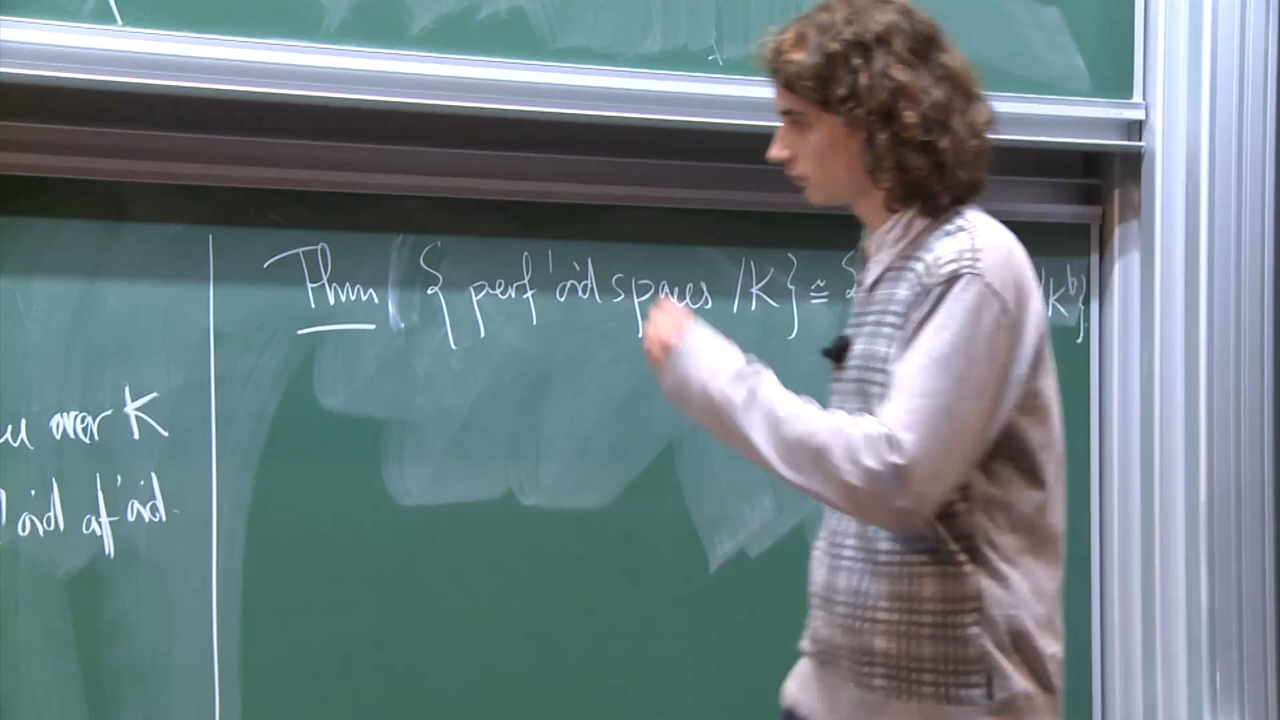 Thm { perf'oid spaces /K} ≅ { /K^b}
over K
'oid af'oid.